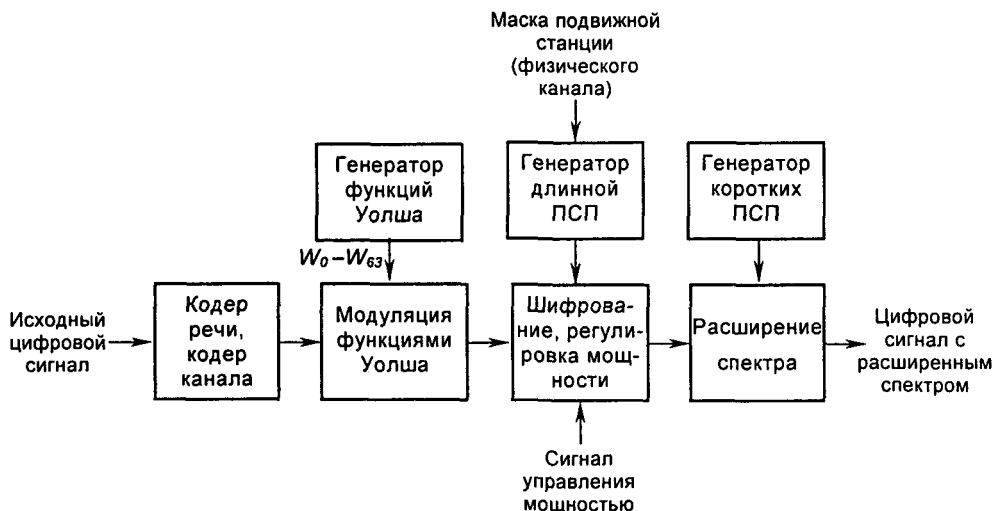 Маска подвижной
станции
(физического
канала)
Генератор
функций
Уолша
Генератор
длинной
ПСП
Генератор
коротких
ПСП
W₀–W₆₃
Исходный
цифровой
сигнал
Кодер
речи,
кодер
канала
Модуляция
функциями
Уолша
Шифрова-
ние, регули-
ровка мощ-
ности
Расширение
спектра
Цифровой
сигнал с
расширенным
спектром
Сигнал
управления
мощностью